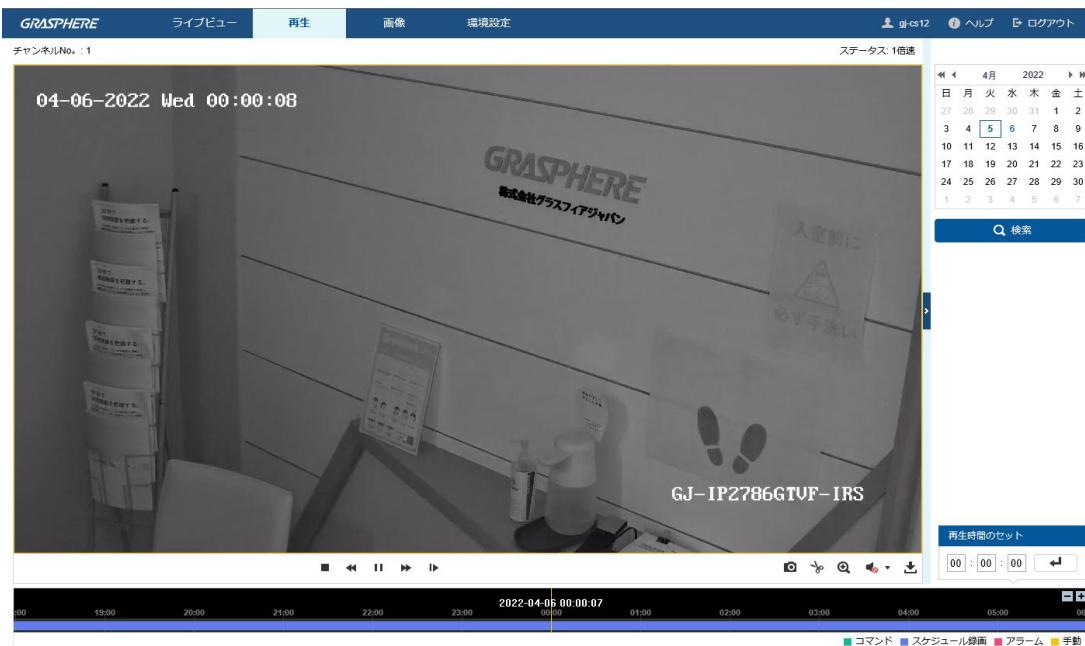 GRASPHERE ライブビュー 再生 画像 環境設定 gj-cs12 ヘルプ ログアウト
チャンネルNo。: 1 ステータス: 1倍速
04-06-2022 Wed 00:00:08
GRASPHERE
株式会社グラスフィアジャパン
入室前に
必ず手洗い
GJ-IP2786GTVF-IRS
4月 2022
日 月 火 水 木 金 土
27 28 29 30 31 1 2
3 4 5 6 7 8 9
10 11 12 13 14 15 16
17 18 19 20 21 22 23
24 25 26 27 28 29 30
1 2 3 4 5 6 7
検索
再生時間のセット
00 : 00 : 00
2022-04-06 00:00:07
:00 19:00 20:00 21:00 22:00 23:00 00:00 01:00 02:00 03:00 04:00 05:00 06
コマンド スケジュール録画 アラーム 手動